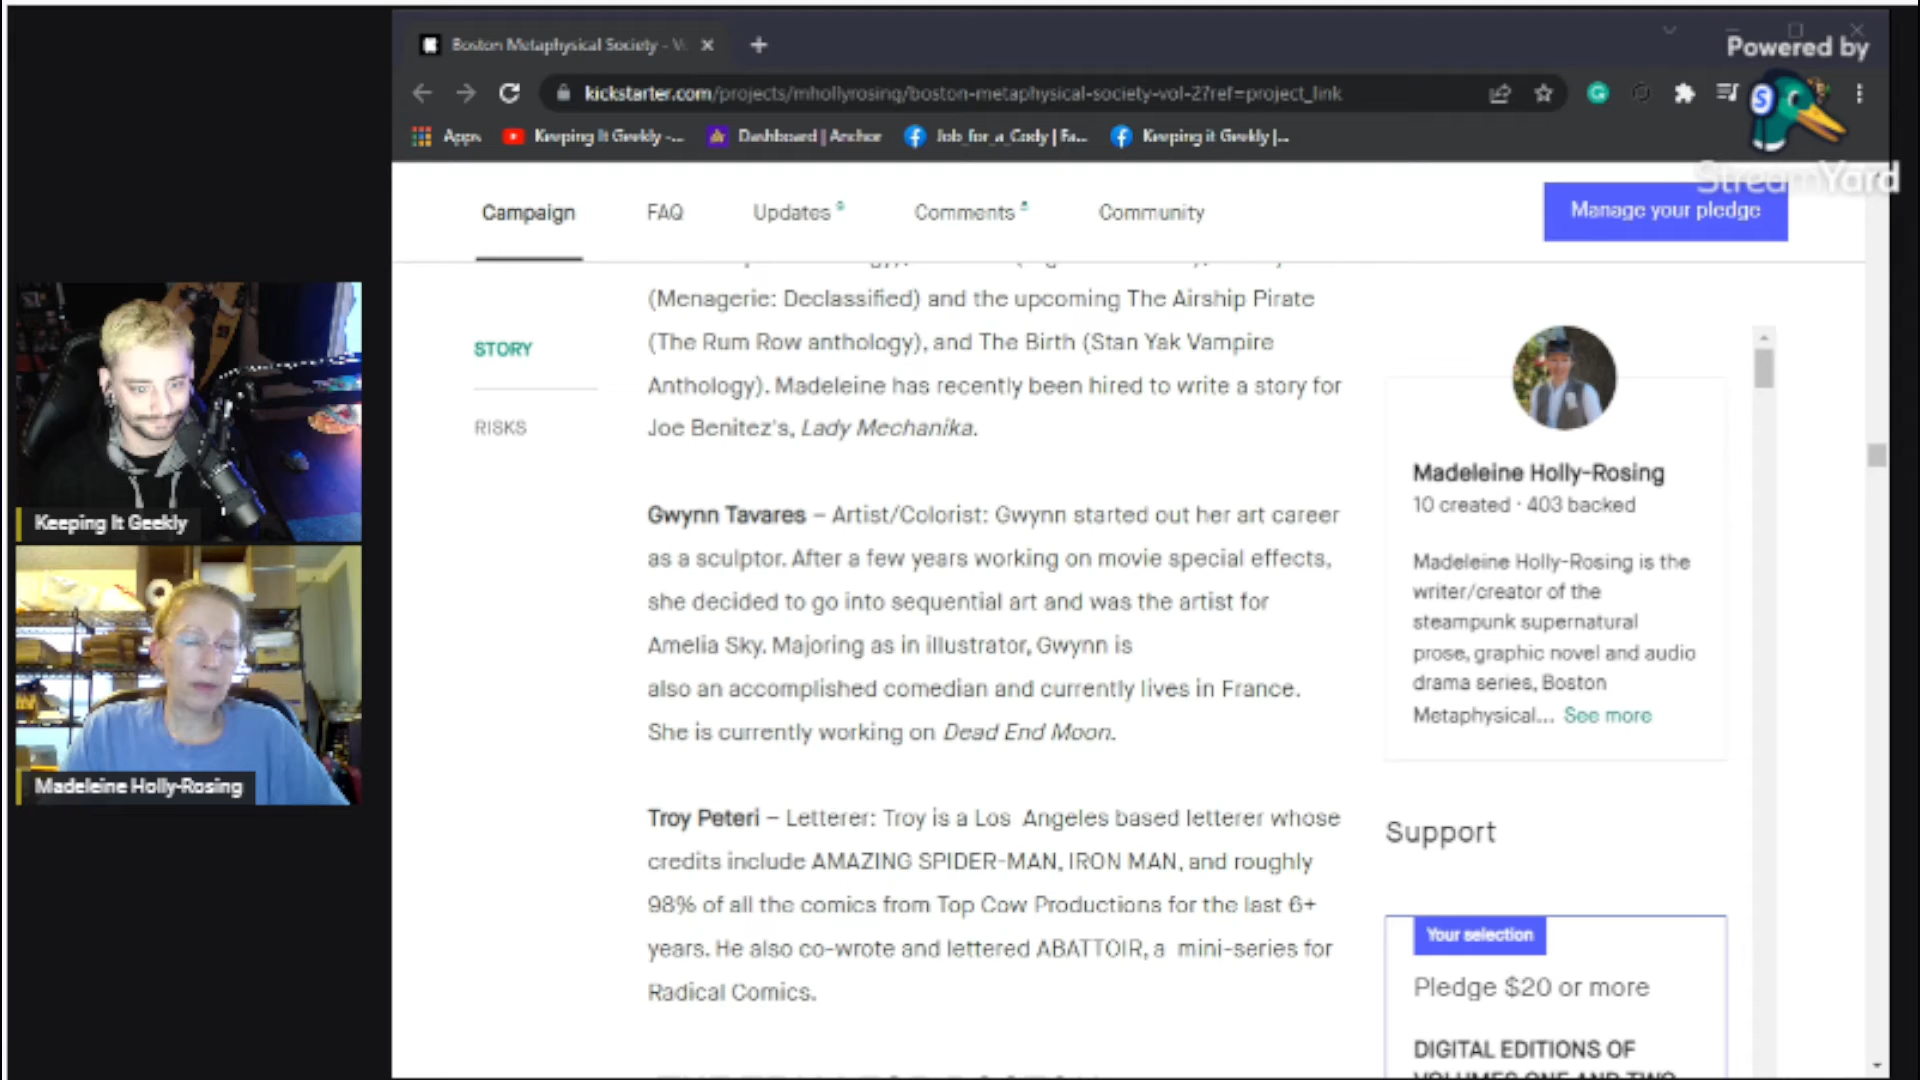 Boston Metaphysical Society - V
Powered by
kickstarter.com/projects/mhollyrosing/boston-metaphysical-society-vol-2?ref=project_link
Apps
Keeping It Geekly -...
Dashboard | Anchor
Job_for_a_Cody | Fa...
Keeping it Geekly |...
StreamYard
Campaign
FAQ
Updates
Comments
Community
Manage your pledge
STORY
RISKS
(Menagerie: Declassified) and the upcoming The Airship Pirate
(The Rum Row anthology), and The Birth (Stan Yak Vampire
Anthology). Madeleine has recently been hired to write a story for
Joe Benitez's, Lady Mechanika.
Gwynn Tavares – Artist/Colorist: Gwynn started out her art career
as a sculptor. After a few years working on movie special effects,
she decided to go into sequential art and was the artist for
Amelia Sky. Majoring as in illustrator, Gwynn is
also an accomplished comedian and currently lives in France.
She is currently working on Dead End Moon.
Troy Peteri – Letterer: Troy is a Los Angeles based letterer whose
credits include AMAZING SPIDER-MAN, IRON MAN, and roughly
98% of all the comics from Top Cow Productions for the last 6+
years. He also co-wrote and lettered ABATTOIR, a mini-series for
Radical Comics.
Madeleine Holly-Rosing
10 created · 403 backed
Madeleine Holly-Rosing is the
writer/creator of the
steampunk supernatural
prose, graphic novel and audio
drama series, Boston
Metaphysical... See more
Support
Your selection
Pledge $20 or more
DIGITAL EDITIONS OF
VOLUMES ONE AND TWO
Keeping It Geekly
Madeleine Holly-Rosing